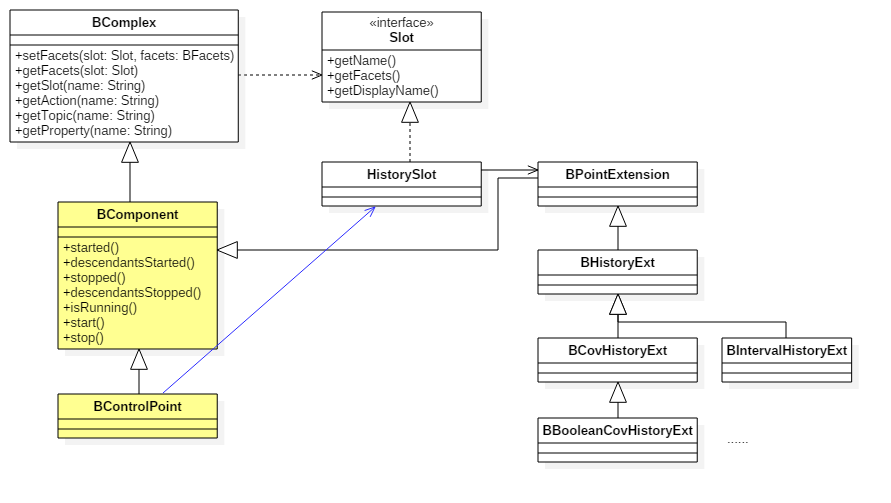 BComplex
+setFacets(slot: Slot, facets: BFacets)
+getFacets(slot: Slot)
+getSlot(name: String)
+getAction(name: String)
+getTopic(name: String)
+getProperty(name: String)
«interface»
Slot
+getName()
+getFacets()
+getDisplayName()
HistorySlot
BPointExtension
BComponent
+started()
+descendantsStarted()
+stopped()
+descendantsStopped()
+isRunning()
+start()
+stop()
BHistoryExt
BCovHistoryExt
BIntervalHistoryExt
BControlPoint
BBooleanCovHistoryExt
......